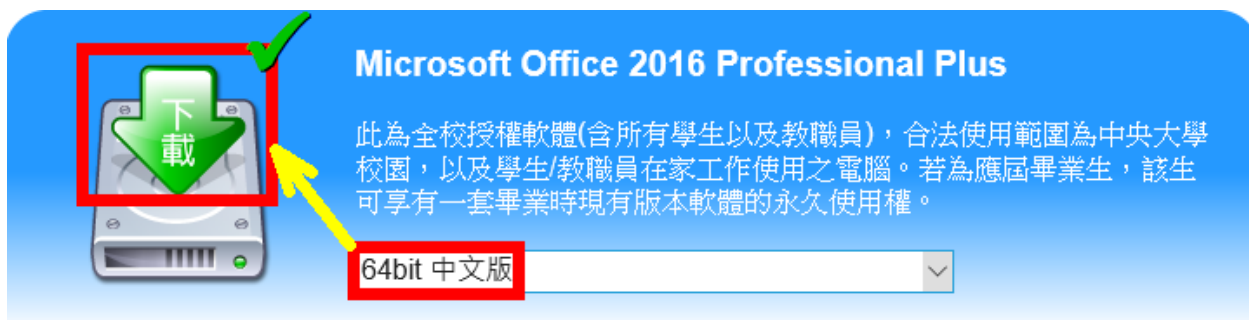 下
載
Microsoft Office 2016 Professional Plus
此為全校授權軟體(含所有學生以及教職員)，合法使用範圍為中央大學
校園，以及學生/教職員在家工作使用之電腦。若為應屆畢業生，該生
可享有一套畢業時現有版本軟體的永久使用權。
64bit 中文版